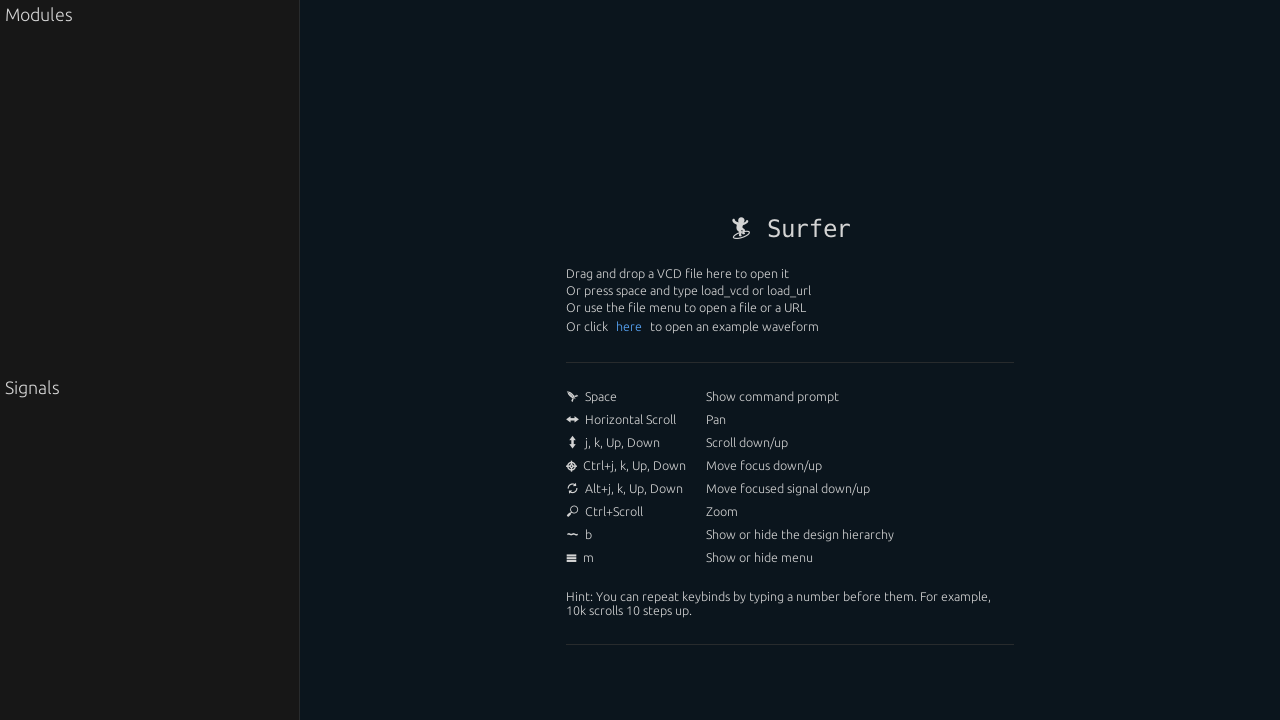 Modules
Signals
Surfer
Drag and drop a VCD file here to open it
Or press space and type load_vcd or load_url
Or use the file menu to open a file or a URL
Or click here to open an example waveform
Space Show command prompt
Horizontal Scroll Pan
j, k, Up, Down Scroll down/up
Ctrl+j, k, Up, Down Move focus down/up
Alt+j, k, Up, Down Move focused signal down/up
Ctrl+Scroll Zoom
b Show or hide the design hierarchy
m Show or hide menu
Hint: You can repeat keybinds by typing a number before them. For example,
10k scrolls 10 steps up.